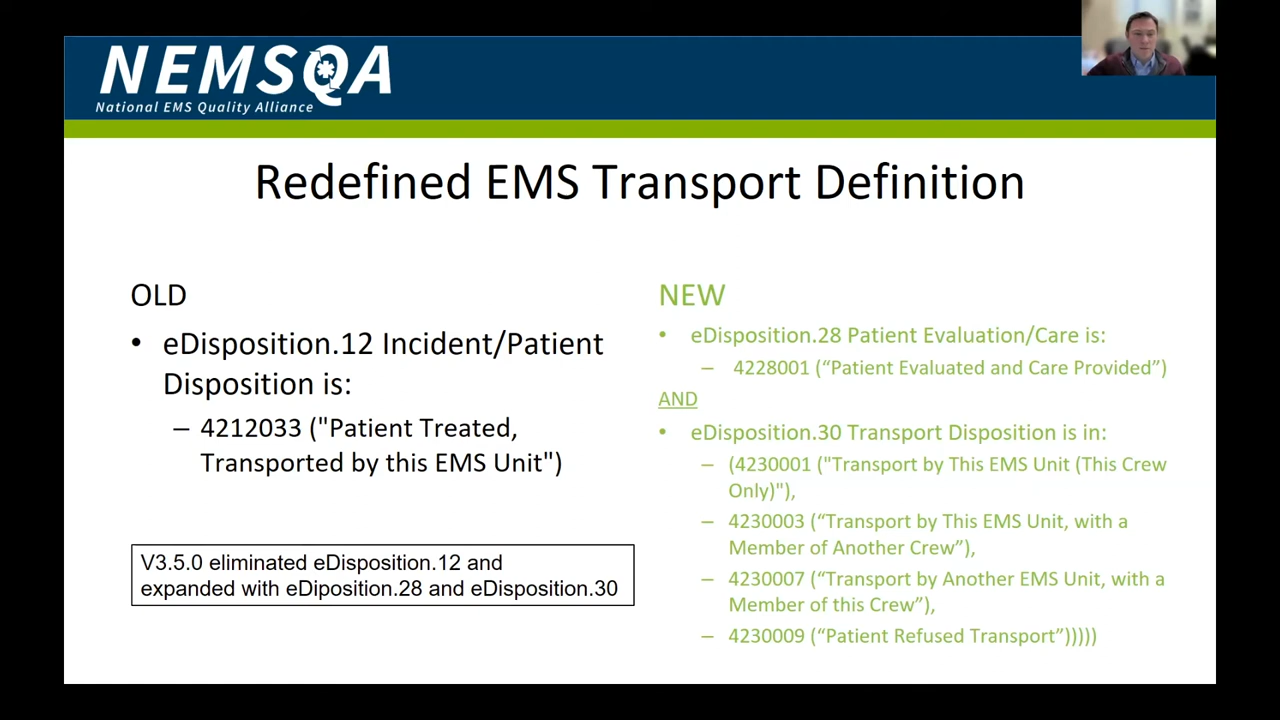 NEMSQA
National EMS Quality Alliance
Redefined EMS Transport Definition
OLD
• eDisposition.12 Incident/Patient
Disposition is:
– 4212033 ("Patient Treated,
Transported by this EMS Unit")
V3.5.0 eliminated eDisposition.12 and
expanded with eDiposition.28 and eDisposition.30
NEW
• eDisposition.28 Patient Evaluation/Care is:
– 4228001 (“Patient Evaluated and Care Provided”)
AND
• eDisposition.30 Transport Disposition is in:
– (4230001 ("Transport by This EMS Unit (This Crew
Only)"),
– 4230003 (“Transport by This EMS Unit, with a
Member of Another Crew”),
– 4230007 (“Transport by Another EMS Unit, with a
Member of this Crew”),
– 4230009 (“Patient Refused Transport”)))))